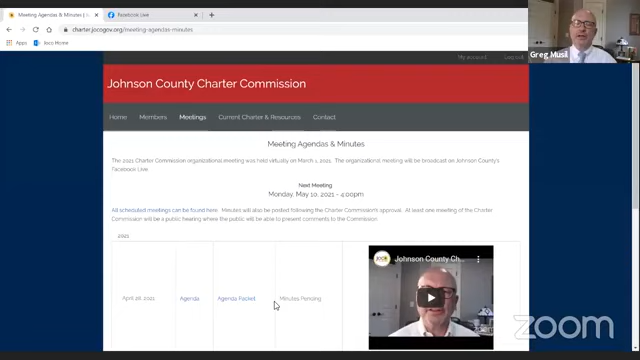 Meeting Agendas & Minutes
Facebook Live
charter.jocogov.org/meeting-agendas-minutes
Apps
Joco Home
Greg Musil
My account
Log out
Johnson County Charter Commission
Home
Members
Meetings
Current Charter & Resources
Contact
Meeting Agendas & Minutes
The 2021 Charter Commission organizational meeting was held virtually on March 1, 2021. The organizational meeting will be broadcast on Johnson County's
Facebook Live.
Next Meeting
Monday, May 10, 2021 - 4:00pm
All scheduled meetings can be found here. Minutes will also be posted following the Charter Commission's approval. At least one meeting of the Charter
Commission will be a public hearing where the public will be able to present comments to the Commission.
2021
Agenda
Agenda Packet
Minutes Pending
JOCO
Johnson County Ch...
zoom
zoom